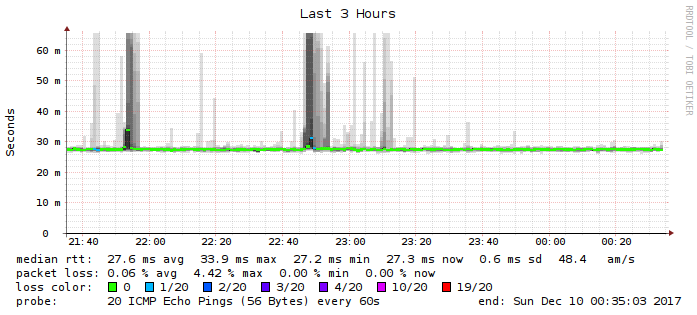 Last 3 Hours
RRDTOOL / TOBI OETIKER
Seconds
60 m
50 m
40 m
30 m
20 m
10 m
0
21:40 22:00 22:20 22:40 23:00 23:20 23:40 00:00 00:20
median rtt: 27.6 ms avg 33.9 ms max 27.2 ms min 27.3 ms now 0.6 ms sd 48.4 am/s
packet loss: 0.06 % avg 4.42 % max 0.00 % min 0.00 % now
loss color: 0 1/20 2/20 3/20 4/20 10/20 19/20
probe: 20 ICMP Echo Pings (56 Bytes) every 60s end: Sun Dec 10 00:35:03 2017